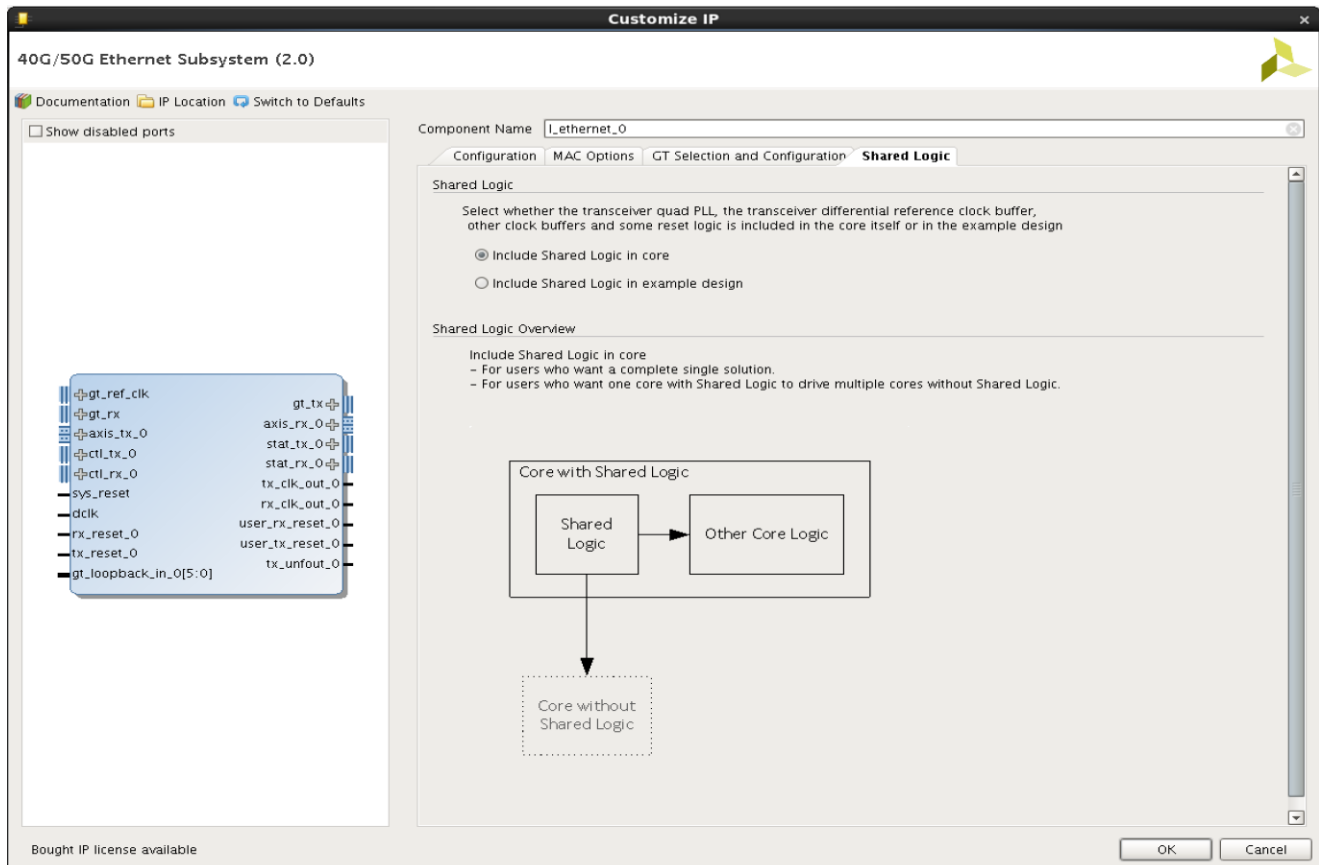 Customize IP
40G/50G Ethernet Subsystem (2.0)
Documentation IP Location Switch to Defaults
Show disabled ports
gt_ref_clk
gt_rx
axis_tx_0
ctl_tx_0
ctl_rx_0
sys_reset
dclk
rx_reset_0
tx_reset_0
gt_loopback_in_0[5:0]
gt_tx
axis_rx_0
stat_tx_0
stat_rx_0
tx_clk_out_0
rx_clk_out_0
user_rx_reset_0
user_tx_reset_0
tx_unfout_0
Component Name l_ethernet_0
Configuration MAC Options GT Selection and Configuration Shared Logic
Shared Logic
Select whether the transceiver quad PLL, the transceiver differential reference clock buffer,
other clock buffers and some reset logic is included in the core itself or in the example design
Include Shared Logic in core
Include Shared Logic in example design
Shared Logic Overview
Include Shared Logic in core
– For users who want a complete single solution.
– For users who want one core with Shared Logic to drive multiple cores without Shared Logic.
Core with Shared Logic
Shared
Logic
Other Core Logic
Core without
Shared Logic
Bought IP license available
OK Cancel